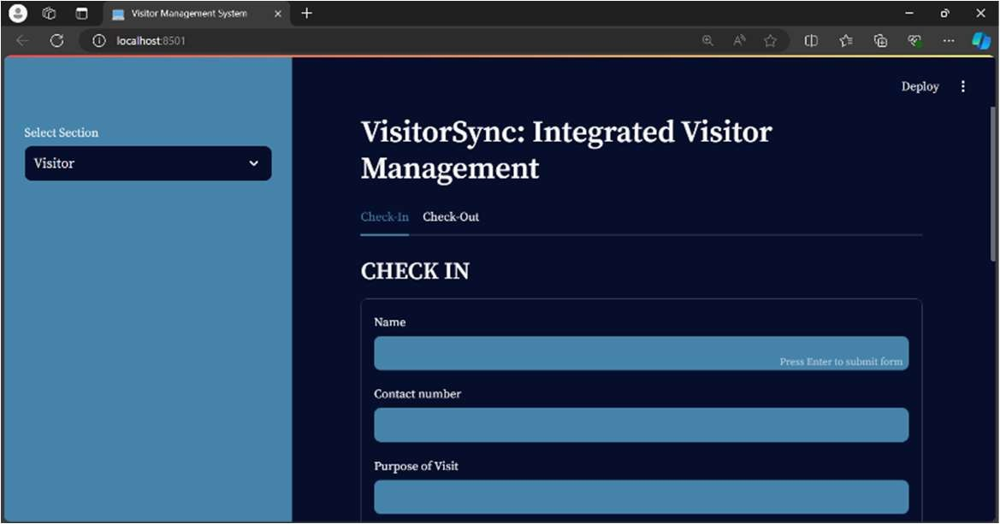 Visitor Management System
localhost:8501
Deploy
Select Section
Visitor
VisitorSync: Integrated Visitor
Management
Check-In Check-Out
CHECK IN
Name
Press Enter to submit form
Contact number
Purpose of Visit